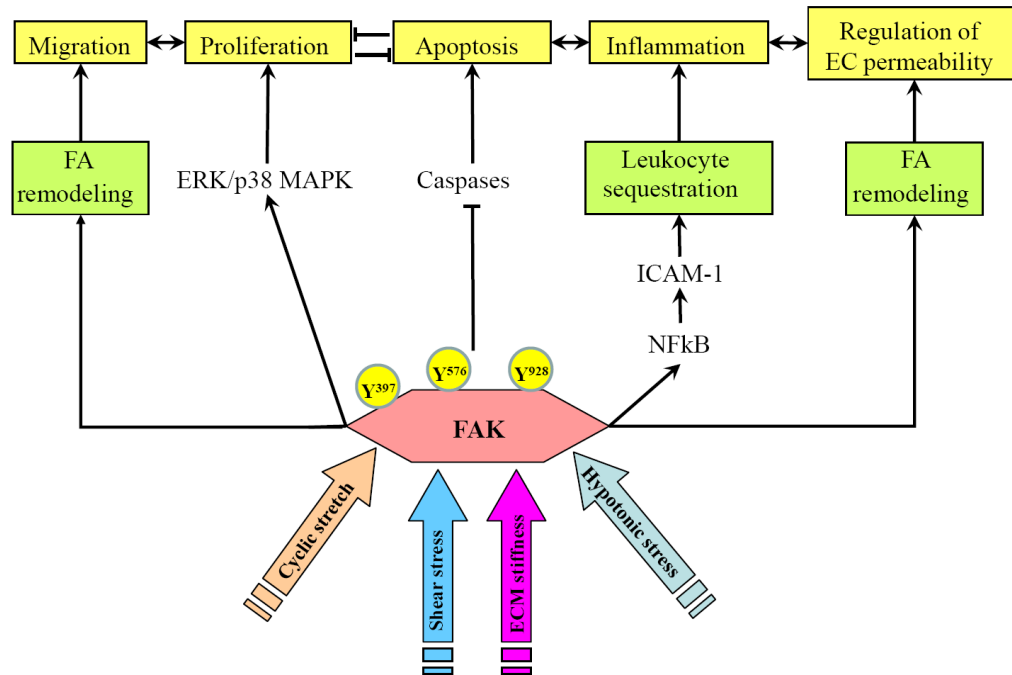 Migration
Proliferation
Apoptosis
Inflammation
Regulation of
EC permeability
FA
remodeling
ERK/p38 MAPK
Caspases
Leukocyte
sequestration
FA
remodeling
ICAM-1
NFkB
Y397
Y576
Y928
FAK
Cyclic stretch
Shear stress
ECM stiffness
Hypotonic stress